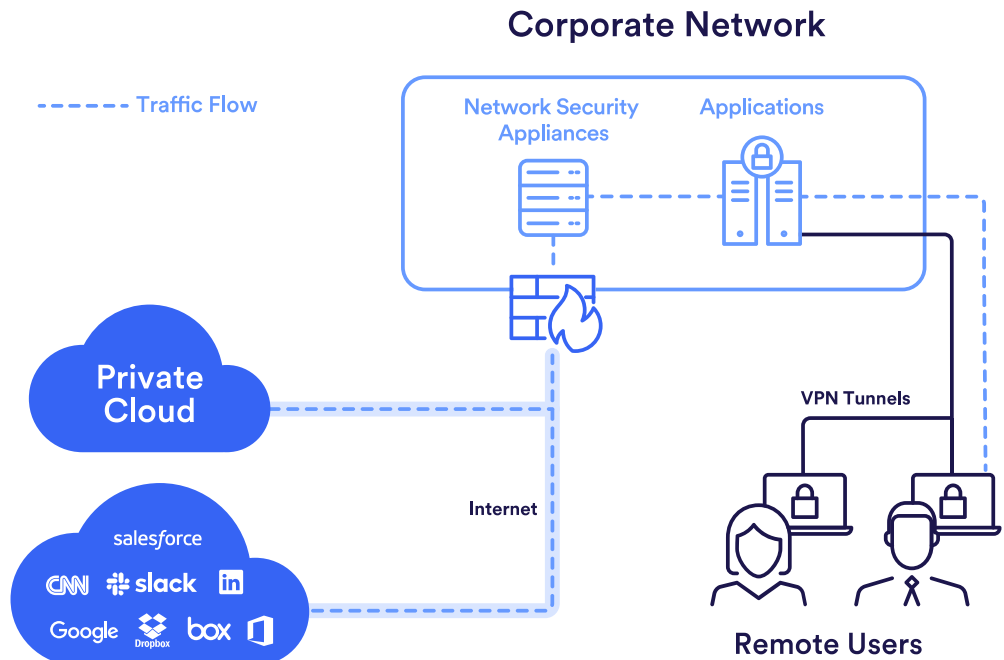 Corporate Network
Traffic Flow
Network Security
Appliances
Applications
Private
Cloud
VPN Tunnels
Internet
salesforce
CNN
slack
in
Google
Dropbox
box
Remote Users